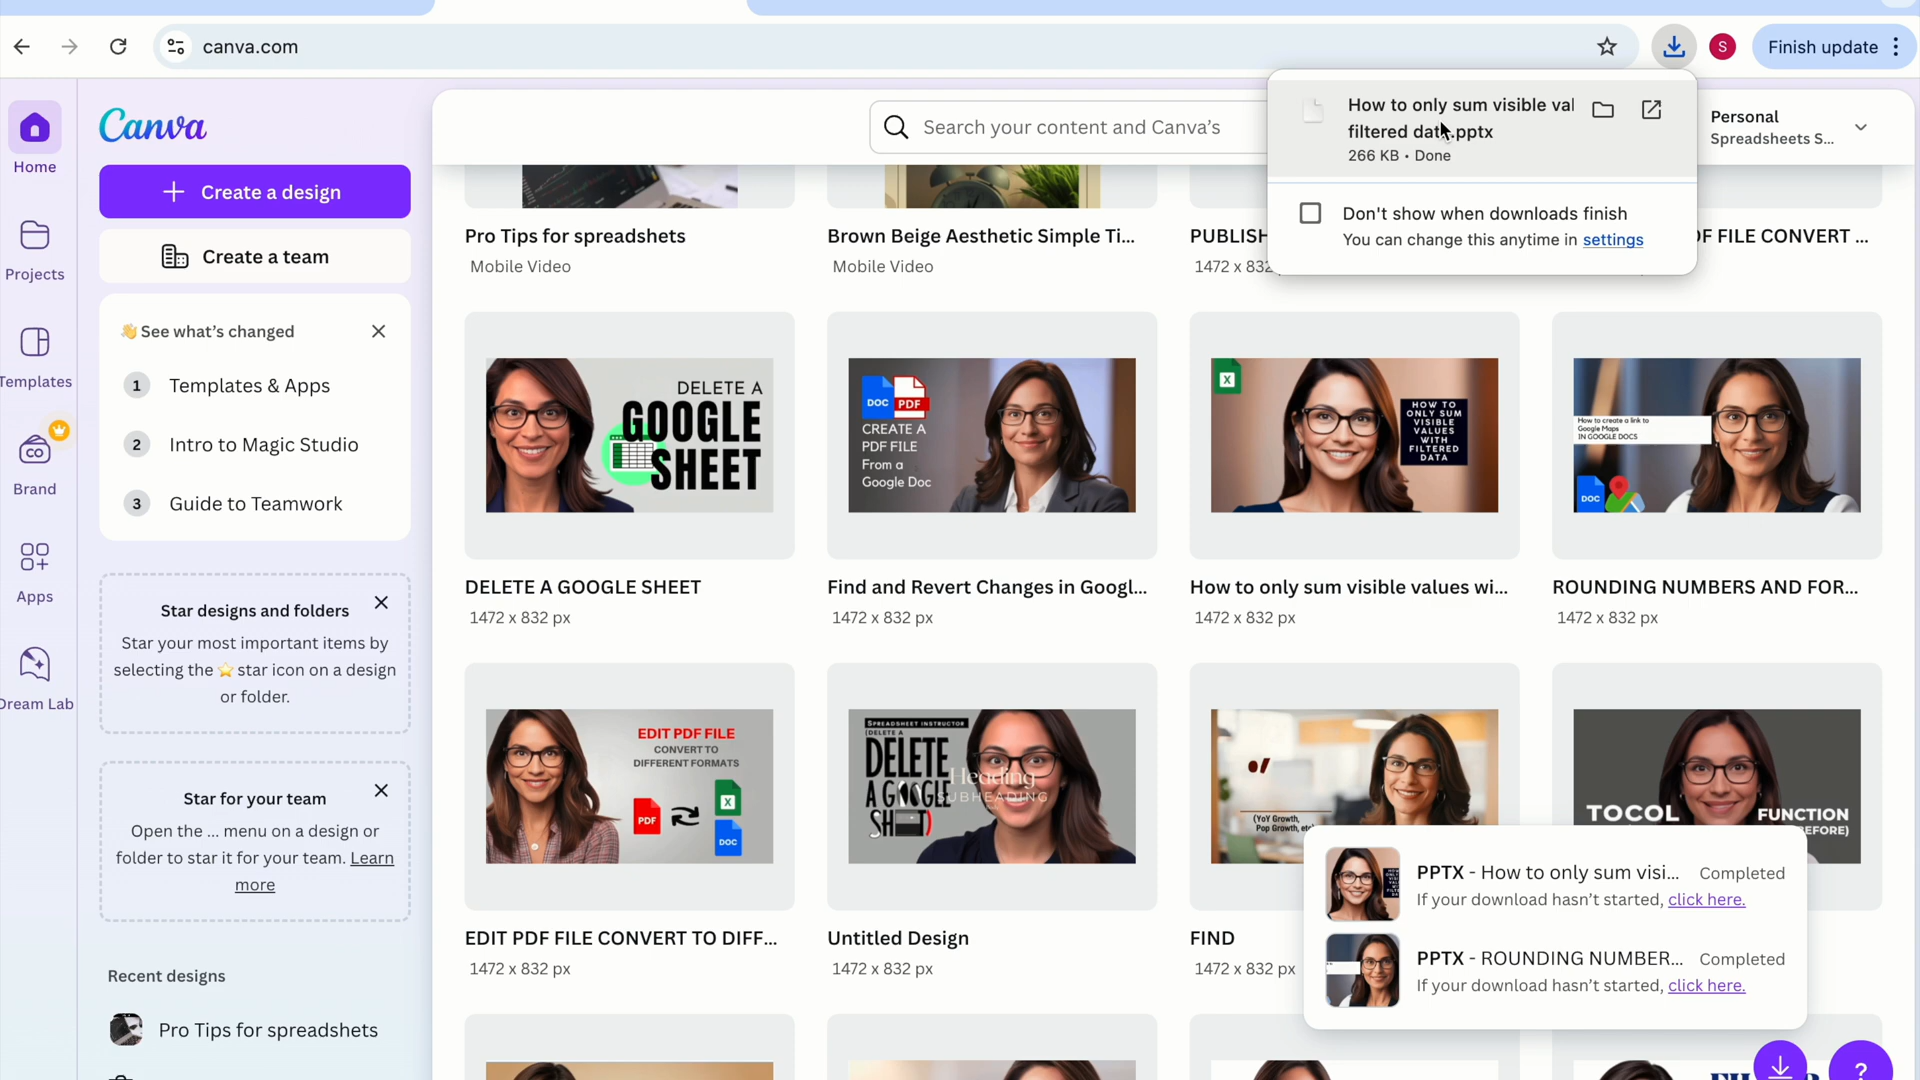 canva.com
Finish update
S
How to only sum visible val
filtered data.pptx
266 KB • Done
Don't show when downloads finish
You can change this anytime in settings
Personal
Spreadsheets S...
Home
Projects
Templates
Brand
Apps
Dream Lab
Canva
Create a design
Create a team
👋 See what's changed
1 Templates & Apps
2 Intro to Magic Studio
3 Guide to Teamwork
Star designs and folders
Star your most important items by
selecting the ⭐ star icon on a design
or folder.
Star for your team
Open the ... menu on a design or
folder to star it for your team. Learn
more
Recent designs
Pro Tips for spreadshets
Search your content and Canva's
Pro Tips for spreadshets
Mobile Video
Brown Beige Aesthetic Simple Ti...
Mobile Video
PUBLISH
1472 x 832
F FILE CONVERT ...
DELETE A
GOOGLE
SHEET
DOC PDF
CREATE A
PDF FILE
From a
Google Doc
X
HOW TO
ONLY SUM
VISIBLE
VALUES
WITH
FILTERED
DATA
How to create a link to
Google Maps
IN GOOGLE DOCS
DOC
DELETE A GOOGLE SHEET
1472 x 832 px
Find and Revert Changes in Googl...
1472 x 832 px
How to only sum visible values wi...
1472 x 832 px
ROUNDING NUMBERS AND FOR...
1472 x 832 px
EDIT PDF FILE
CONVERT TO
DIFFERENT FORMATS
PDF
X
DOC
SPREADSHEET INSTRUCTOR
(DELETE A
DELETE
A GOOGLE
Heading
SUBHEADING
(YoY Growth,
Pop Growth, etc
TOCOL FUNCTION
BEFORE)
EDIT PDF FILE CONVERT TO DIFF...
1472 x 832 px
Untitled Design
1472 x 832 px
FIND
1472 x 832 px
PPTX - How to only sum visi... Completed
If your download hasn't started, click here.
PPTX - ROUNDING NUMBER... Completed
If your download hasn't started, click here.
?